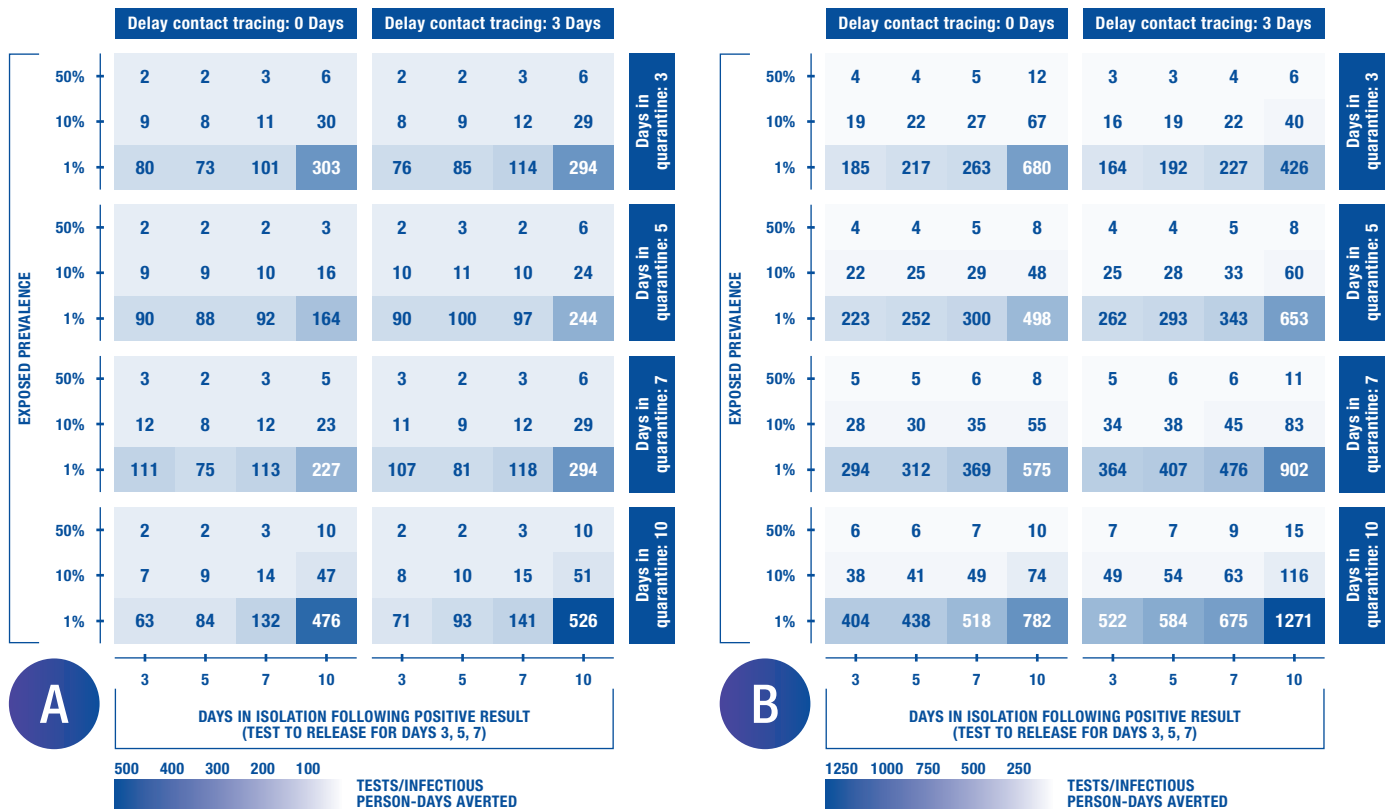 Delay contact tracing: 0 Days
Delay contact tracing: 3 Days
EXPOSED PREVALENCE
50% 2 2 3 6 2 2 3 6
10% 9 8 11 30 8 9 12 29
1% 80 73 101 303 76 85 114 294
Days in
quarantine: 3
50% 2 2 2 3 2 3 2 6
10% 9 9 10 16 10 11 10 24
1% 90 88 92 164 90 100 97 244
Days in
quarantine: 5
50% 3 2 3 5 3 2 3 6
10% 12 8 12 23 11 9 12 29
1% 111 75 113 227 107 81 118 294
Days in
quarantine: 7
50% 2 2 3 10 2 2 3 10
10% 7 9 14 47 8 10 15 51
1% 63 84 132 476 71 93 141 526
Days in
quarantine: 10
3 5 7 10 3 5 7 10
A
DAYS IN ISOLATION FOLLOWING POSITIVE RESULT
(TEST TO RELEASE FOR DAYS 3, 5, 7)
500 400 300 200 100
TESTS/INFECTIOUS
PERSON-DAYS AVERTED
Delay contact tracing: 0 Days
Delay contact tracing: 3 Days
EXPOSED PREVALENCE
50% 4 4 5 12 3 3 4 6
10% 19 22 27 67 16 19 22 40
1% 185 217 263 680 164 192 227 426
Days in
quarantine: 3
50% 4 4 5 8 4 4 5 8
10% 22 25 29 48 25 28 33 60
1% 223 252 300 498 262 293 343 653
Days in
quarantine: 5
50% 5 5 6 8 5 6 6 11
10% 28 30 35 55 34 38 45 83
1% 294 312 369 575 364 407 476 902
Days in
quarantine: 7
50% 6 6 7 10 7 7 9 15
10% 38 41 49 74 49 54 63 116
1% 404 438 518 782 522 584 675 1271
Days in
quarantine: 10
3 5 7 10 3 5 7 10
B
DAYS IN ISOLATION FOLLOWING POSITIVE RESULT
(TEST TO RELEASE FOR DAYS 3, 5, 7)
1250 1000 750 500 250
TESTS/INFECTIOUS
PERSON-DAYS AVERTED